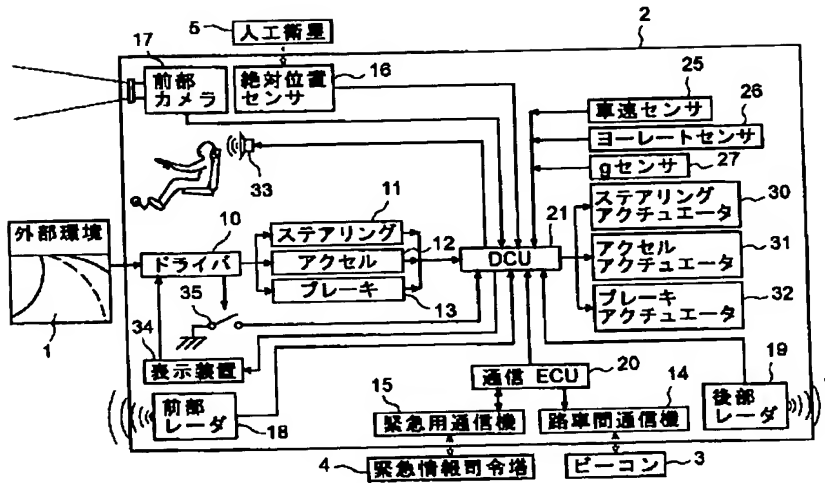 5
人工衛星
2
17
前部
カメラ
絶対位置
センサ
16
25
車速センサ
26
ヨーレートセンサ
gセンサ
27
33
外部環境
1
10
ドライバ
11
ステアリング
アクセル
12
ブレーキ
13
21
DCU
ステアリング
アクチュエータ
30
アクセル
アクチュエータ
31
ブレーキ
アクチュエータ
32
35
34
表示装置
前部
レーダ
18
通信 ECU
20
15
緊急用通信機
14
路車間通信機
19
後部
レーダ
4
緊急情報司令塔
ビーコン
3